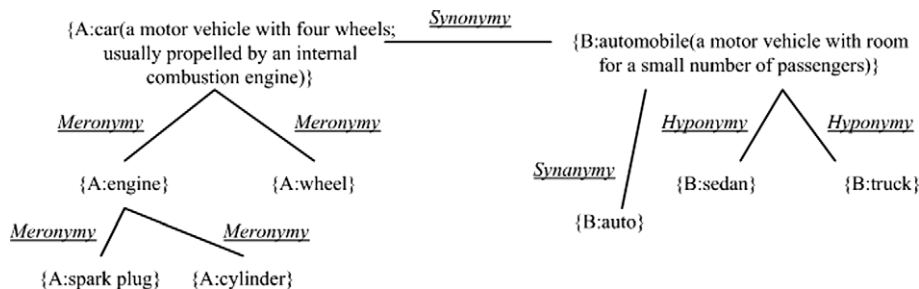 Synonymy
{A:car(a motor vehicle with four wheels;
usually propelled by an internal
combustion engine)}
{B:automobile(a motor vehicle with room
for a small number of passengers)}
Meronymy
Meronymy
Hyponymy
Hyponymy
{A:engine}
{A:wheel}
Synanymy
{B:sedan}
{B:truck}
{B:auto}
Meronymy
Meronymy
{A:spark plug}
{A:cylinder}